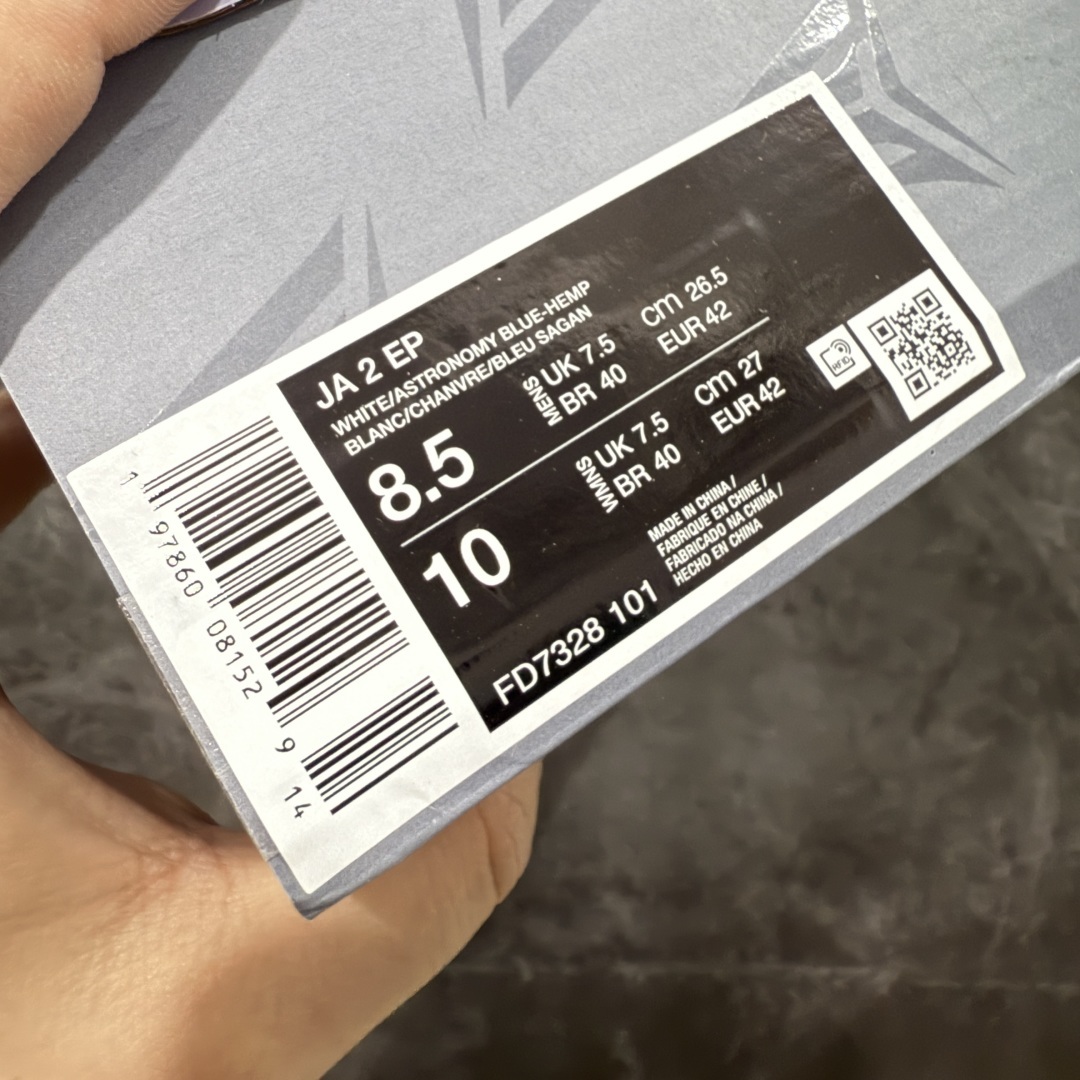 JA 2 EP
WHITE/ASTRONOMY BLUE-HEMP
BLANC/CHANVRE/BLEU SAGAN
8.5
MENS
UK 7.5
cm 26.5
BR 40
EUR 42
10
WMNS
UK 7.5
cm 27
BR 40
EUR 42
FD7328 101
MADE IN CHINA /
FABRIQUE EN CHINE /
FABRICADO NA CHINA /
HECHO EN CHINA
RFID
1 97860 08152 9 14